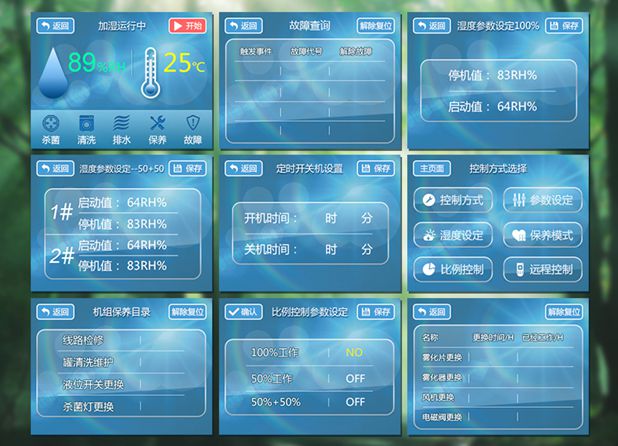 返回 加湿运行中 开始
89%RH 25℃
杀菌 清洗 排水 保养 故障
返回 故障查询 解除复位
触发事件 故障代号 解除故障
返回 湿度参数设定100% 保存
停机值： 83RH%
启动值： 64RH%
返回 湿度参数设定--50+50 保存
1# 启动值： 64RH%
停机值： 83RH%
2# 启动值： 64RH%
停机值： 83RH%
返回 定时开关机设置 保存
开机时间： 时 分
关机时间： 时 分
主页面 控制方式选择
控制方式 参数设定
湿度设定 保养模式
比例控制 远程控制
返回 机组保养目录 解除复位
线路检修
罐清洗维护
液位开关更换
杀菌灯更换
确认 比例控制参数设定 保存
100%工作 NO
50%工作 OFF
50%+50% OFF
返回 解除复位
名称 更换时间/H 已经工作/H
雾化片更换
雾化器更换
风机更换
电磁阀更换